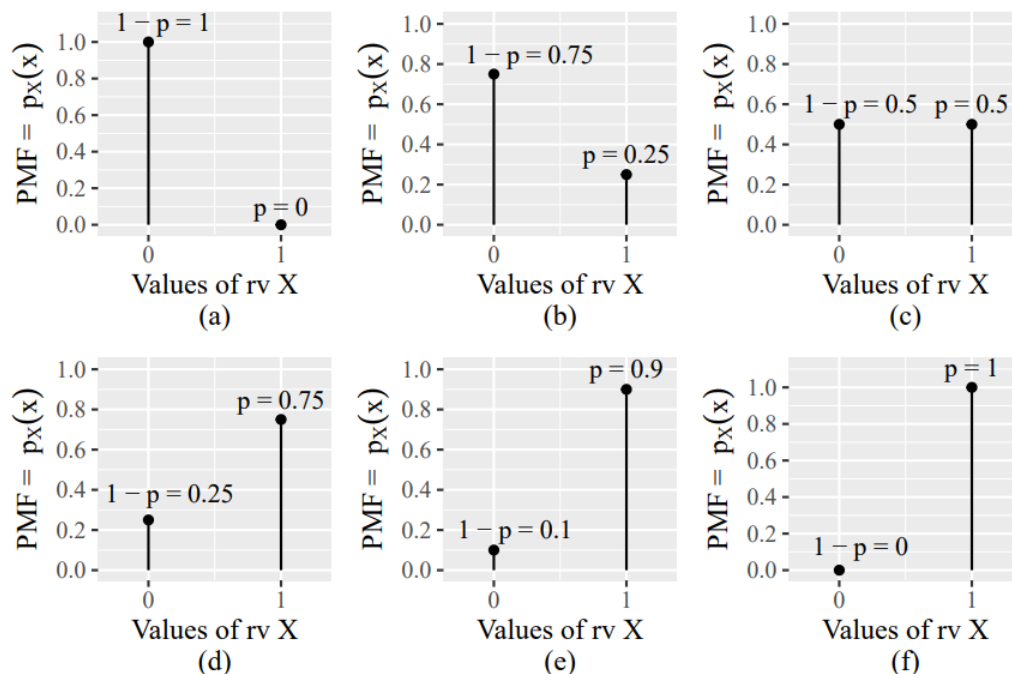 PMF = pX(x)
1.0
0.8
0.6
0.4
0.2
0.0
1 − p = 1
p = 0
0 1
Values of rv X
(a)
PMF = pX(x)
1.0
0.8
0.6
0.4
0.2
0.0
1 − p = 0.75
p = 0.25
0 1
Values of rv X
(b)
PMF = pX(x)
1.0
0.8
0.6
0.4
0.2
0.0
1 − p = 0.5 p = 0.5
0 1
Values of rv X
(c)
PMF = pX(x)
1.0
0.8
0.6
0.4
0.2
0.0
p = 0.75
1 − p = 0.25
0 1
Values of rv X
(d)
PMF = pX(x)
1.0
0.8
0.6
0.4
0.2
0.0
p = 0.9
1 − p = 0.1
0 1
Values of rv X
(e)
PMF = pX(x)
1.0
0.8
0.6
0.4
0.2
0.0
p = 1
1 − p = 0
0 1
Values of rv X
(f)